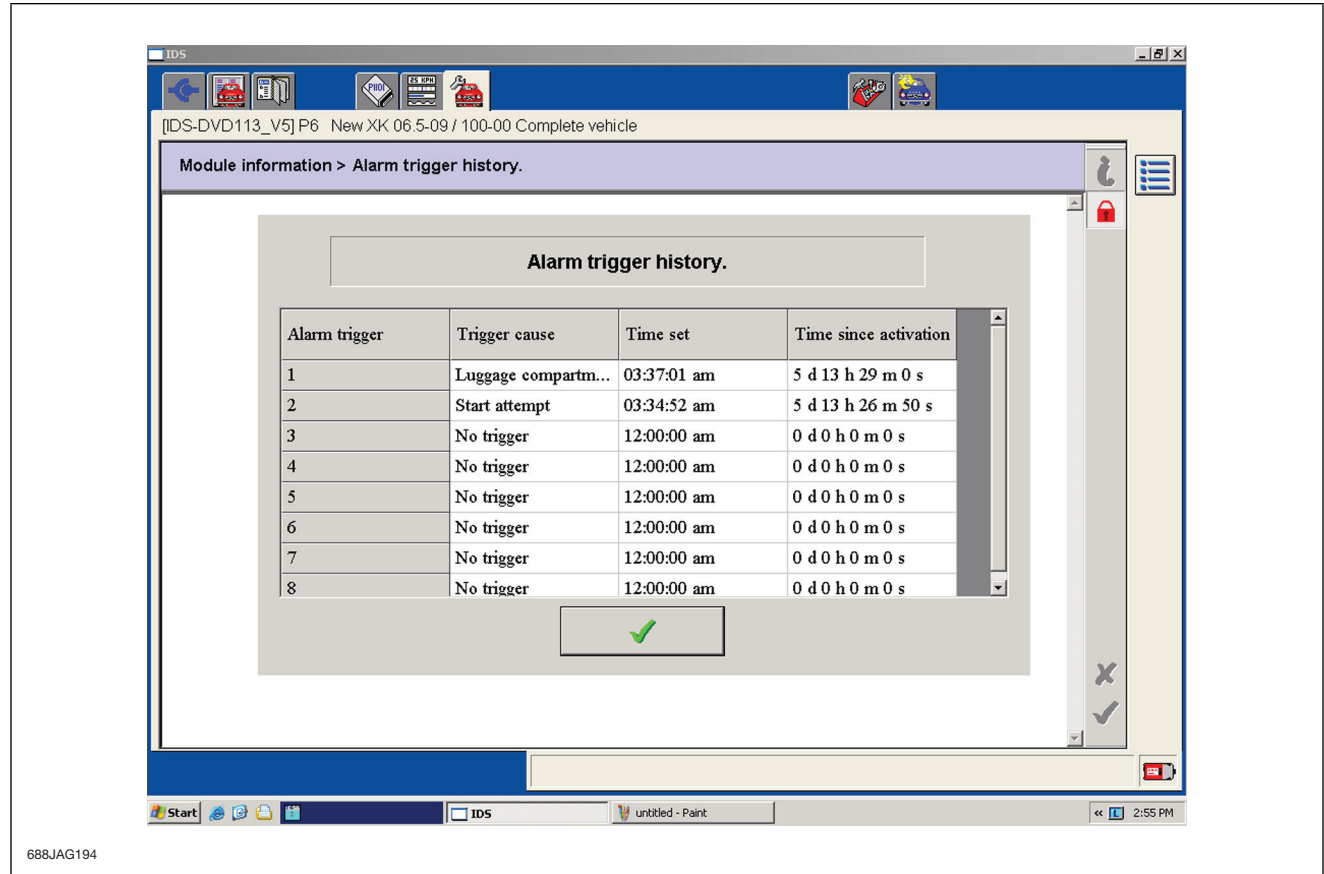 IDS
PII01
25 KPH
[IDS-DVD113_V5] P6 New XK 06.5-09 / 100-00 Complete vehicle
Module information > Alarm trigger history.
Alarm trigger history.
Alarm trigger Trigger cause Time set Time since activation
1 Luggage compartm... 03:37:01 am 5 d 13 h 29 m 0 s
2 Start attempt 03:34:52 am 5 d 13 h 26 m 50 s
3 No trigger 12:00:00 am 0 d 0 h 0 m 0 s
4 No trigger 12:00:00 am 0 d 0 h 0 m 0 s
5 No trigger 12:00:00 am 0 d 0 h 0 m 0 s
6 No trigger 12:00:00 am 0 d 0 h 0 m 0 s
7 No trigger 12:00:00 am 0 d 0 h 0 m 0 s
8 No trigger 12:00:00 am 0 d 0 h 0 m 0 s
Start IDS untitled - Paint « L 2:55 PM
688JAG194